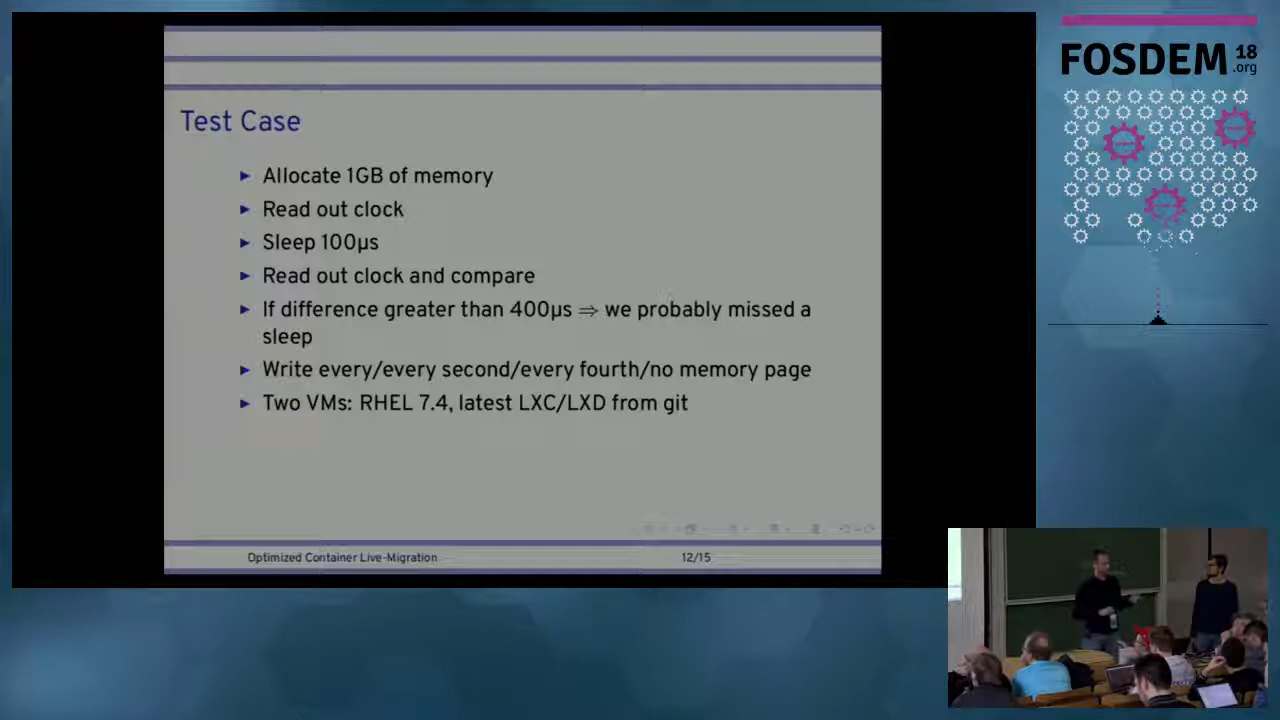 FOSDEM 18
.org
Test Case
Allocate 1GB of memory
Read out clock
Sleep 100µs
Read out clock and compare
If difference greater than 400µs ⇒ we probably missed a
sleep
Write every/every second/every fourth/no memory page
Two VMs: RHEL 7.4, latest LXC/LXD from git
Optimized Container Live-Migration
12/15